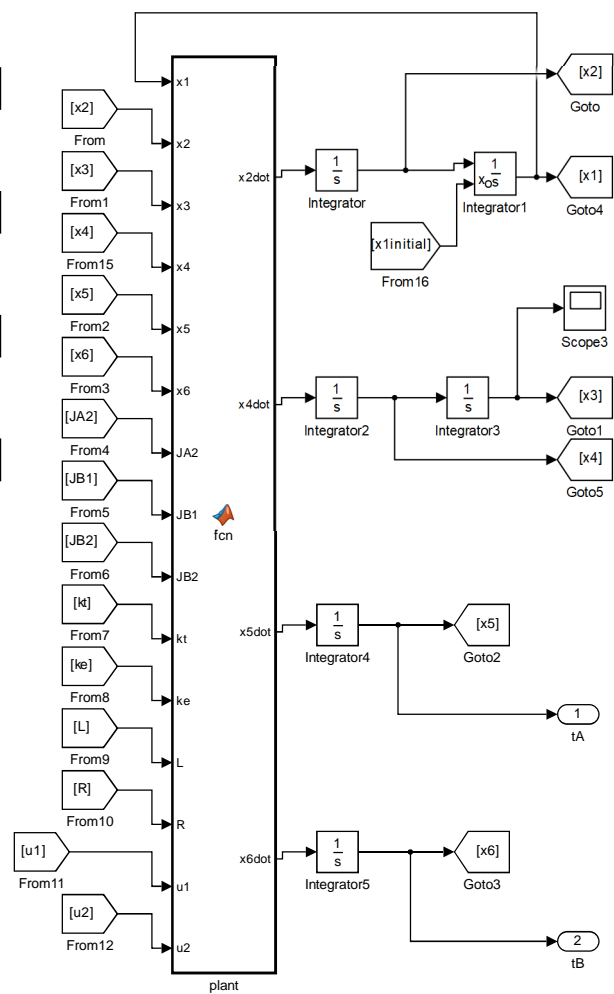 x1
[x2]
From
x2
[x3]
From1
x3
[x4]
From15
x4
[x5]
From2
x5
[x6]
From3
x6
[JA2]
From4
JA2
[JB1]
From5
JB1
[JB2]
From6
JB2
[kt]
From7
kt
[ke]
From8
ke
[L]
From9
L
[R]
From10
R
[u1]
From11
u1
[u2]
From12
u2
fcn
plant
x2dot
1
s
Integrator
1
xo s
Integrator1
[x1initial]
From16
[x2]
Goto
[x1]
Goto4
x4dot
1
s
Integrator2
1
s
Integrator3
Scope3
[x3]
Goto1
[x4]
Goto5
x5dot
1
s
Integrator4
[x5]
Goto2
1
tA
x6dot
1
s
Integrator5
[x6]
Goto3
2
tB